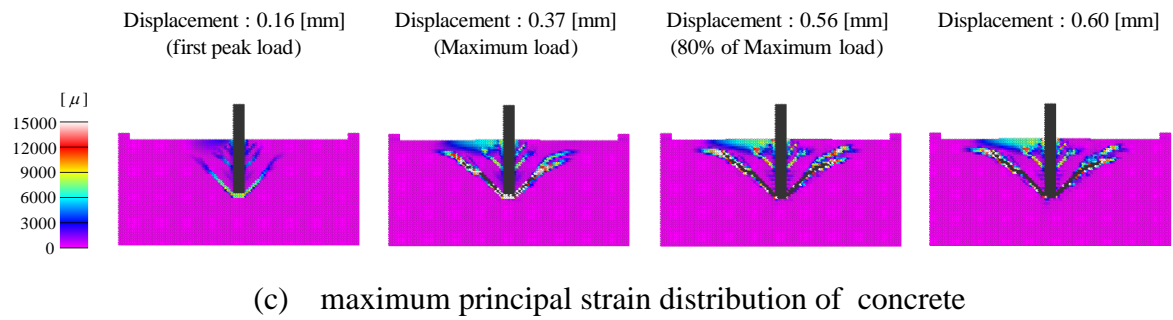 Displacement : 0.16 [mm]
(first peak load)
Displacement : 0.37 [mm]
(Maximum load)
Displacement : 0.56 [mm]
(80% of Maximum load)
Displacement : 0.60 [mm]
[ μ ]
15000
12000
9000
6000
3000
0
(c) maximum principal strain distribution of concrete